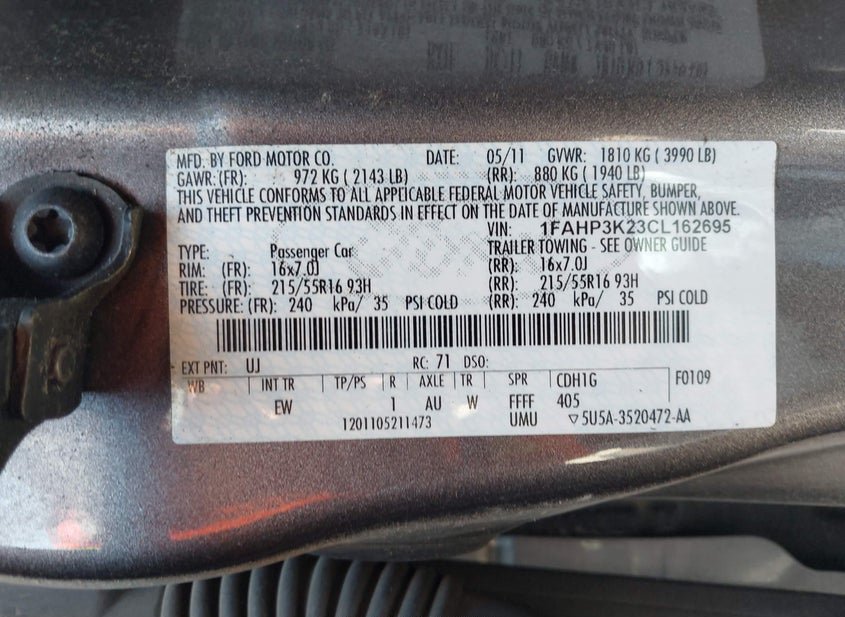 MFD. BY FORD MOTOR CO. DATE: 05/11 GVWR: 1810 KG ( 3990 LB)
GAWR: (FR): 972 KG ( 2143 LB) (RR): 880 KG ( 1940 LB)
THIS VEHICLE CONFORMS TO ALL APPLICABLE FEDERAL MOTOR VEHICLE SAFETY, BUMPER,
AND THEFT PREVENTION STANDARDS IN EFFECT ON THE DATE OF MANUFACTURE SHOWN ABOVE.
VIN: 1FAHP3K23CL162695
TYPE: Passenger Car TRAILER TOWING - SEE OWNER GUIDE
RIM: (FR): 16x7.0J (RR): 16x7.0J
TIRE: (FR): 215/55R16 93H (RR): 215/55R16 93H
PRESSURE: (FR): 240 kPa/ 35 PSI COLD (RR): 240 kPa/ 35 PSI COLD
EXT PNT: UJ RC: 71 DSO:
WB INT TR TP/PS R AXLE TR SPR CDH1G F0109
EW 1 AU W FFFF 405
1201105211473 UMU ▽5U5A-3520472-AA